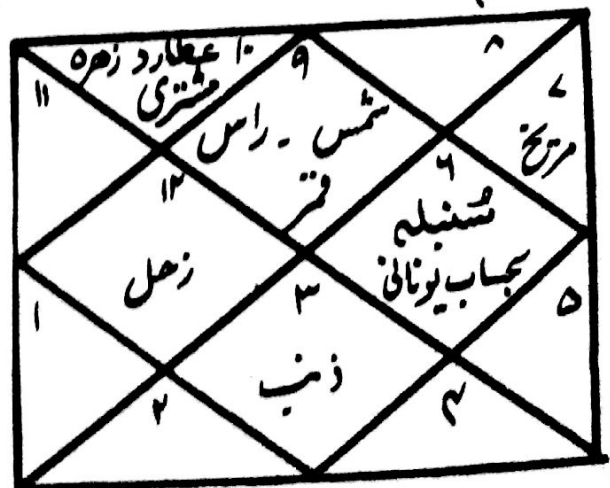 ۱۰ عطارد زہرہ
مشتری
۹
شمس - راس
قمر
۸
۷
مریخ
۶
سنبلہ
بحساب یونانی
۵
۴
۳
ذنب
۲
۱
۱۲
زحل
۱۱